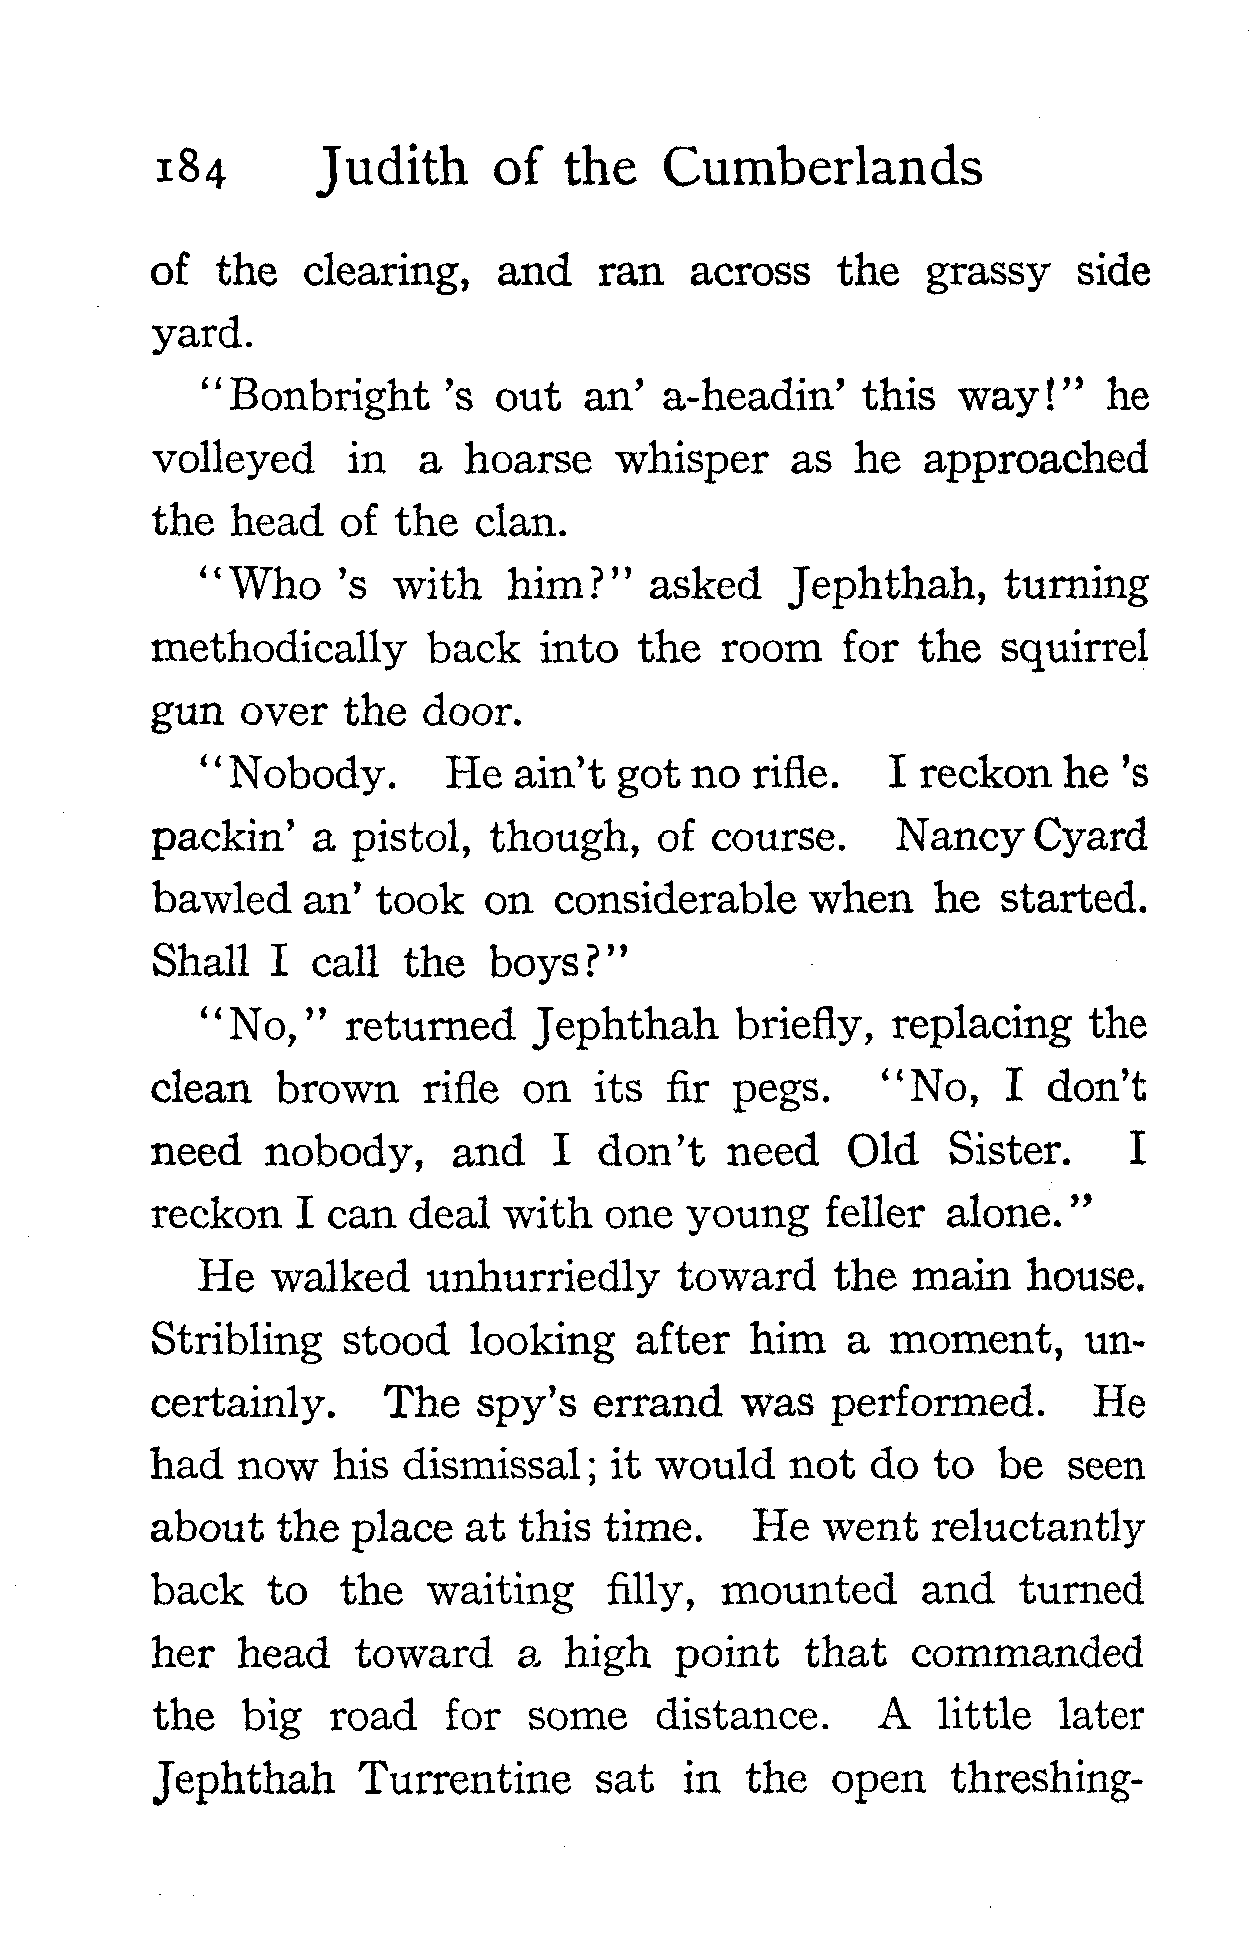 184 Judith of the Cumberlands
of the clearing, and ran across the grassy side
yard.
"Bonbright 's out an' a-headin' this way!" he
volleyed in a hoarse whisper as he approached
the head of the clan.
"Who 's with him?" asked Jephthah, turning
methodically back into the room for the squirrel
gun over the door.
"Nobody. He ain't got no rifle. I reckon he 's
packin' a pistol, though, of course. Nancy Cyard
bawled an' took on considerable when he started.
Shall I call the boys?"
"No," returned Jephthah briefly, replacing the
clean brown rifle on its fir pegs. "No, I don't
need nobody, and I don't need Old Sister. I
reckon I can deal with one young feller alone."
He walked unhurriedly toward the main house.
Stribling stood looking after him a moment, un-
certainly. The spy's errand was performed. He
had now his dismissal; it would not do to be seen
about the place at this time. He went reluctantly
back to the waiting filly, mounted and turned
her head toward a high point that commanded
the big road for some distance. A little later
Jephthah Turrentine sat in the open threshing-